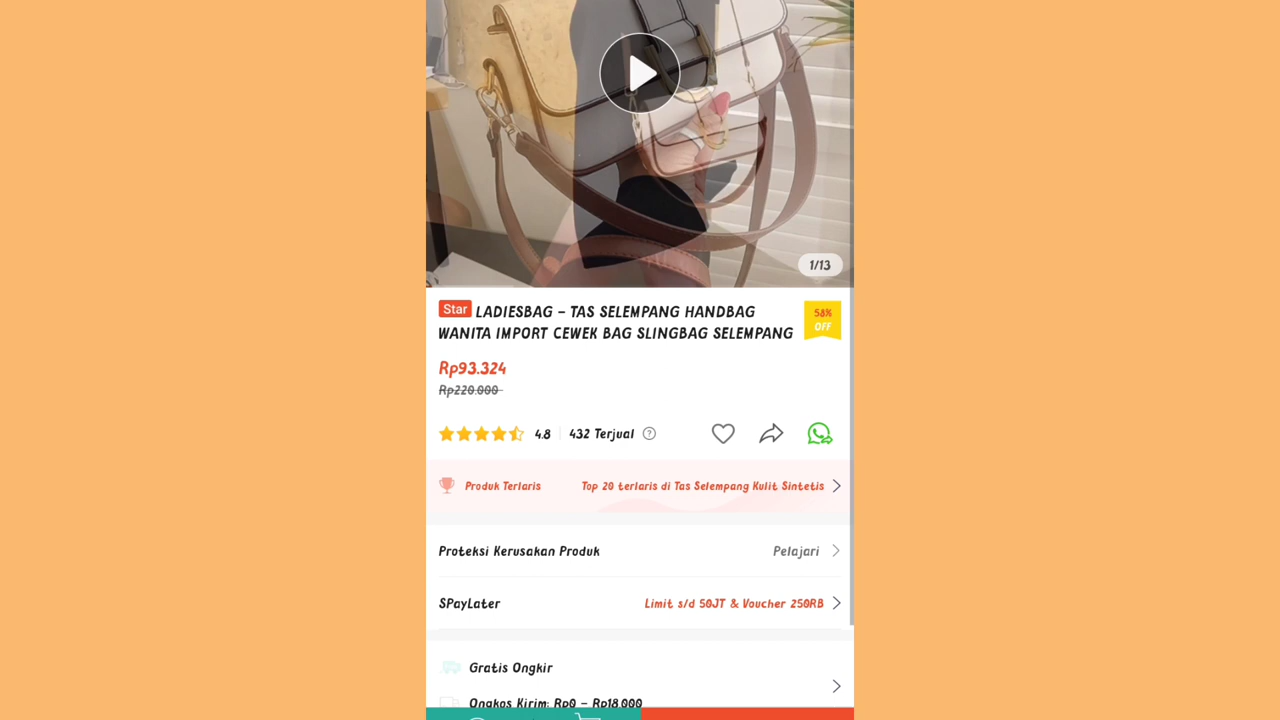 1/13
Star LADIESBAG - TAS SELEMPANG HANDBAG
WANITA IMPORT CEWEK BAG SLINGBAG SELEMPANG
58%
OFF
Rp93.324
Rp220.000
4.8 432 Terjual ?
Produk Terlaris Top 20 terlaris di Tas Selempang Kulit Sintetis
Proteksi Kerusakan Produk Pelajari
SPayLater Limit s/d 50JT & Voucher 250RB
Gratis Ongkir
Ongkos Kirim: Rp0 - Rp18.000